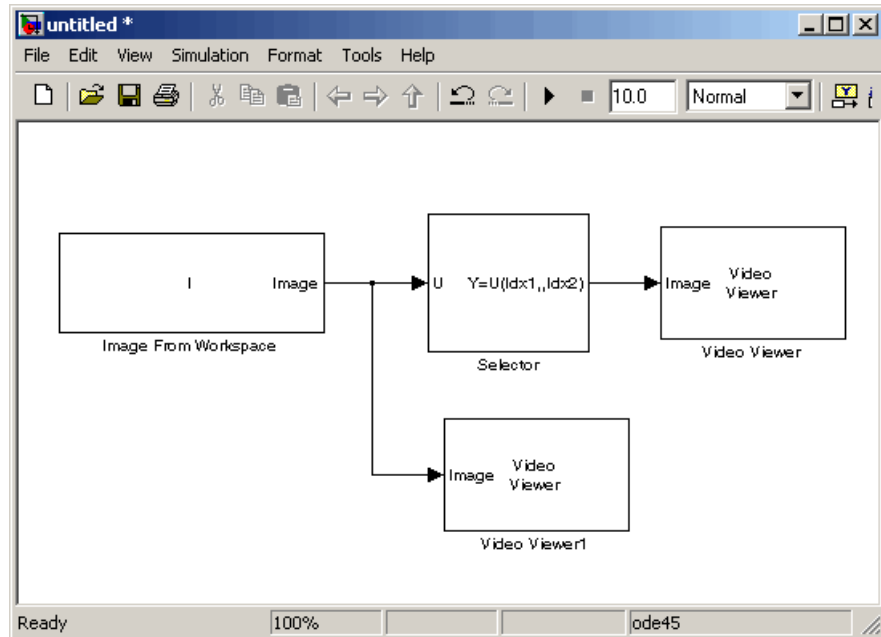 untitled *
File Edit View Simulation Format Tools Help
10.0 Normal
I Image
Image From Workspace
U Y=U(Idx1,,Idx2)
Selector
Image Video Viewer
Video Viewer
Image Video Viewer
Video Viewer1
Ready 100% ode45